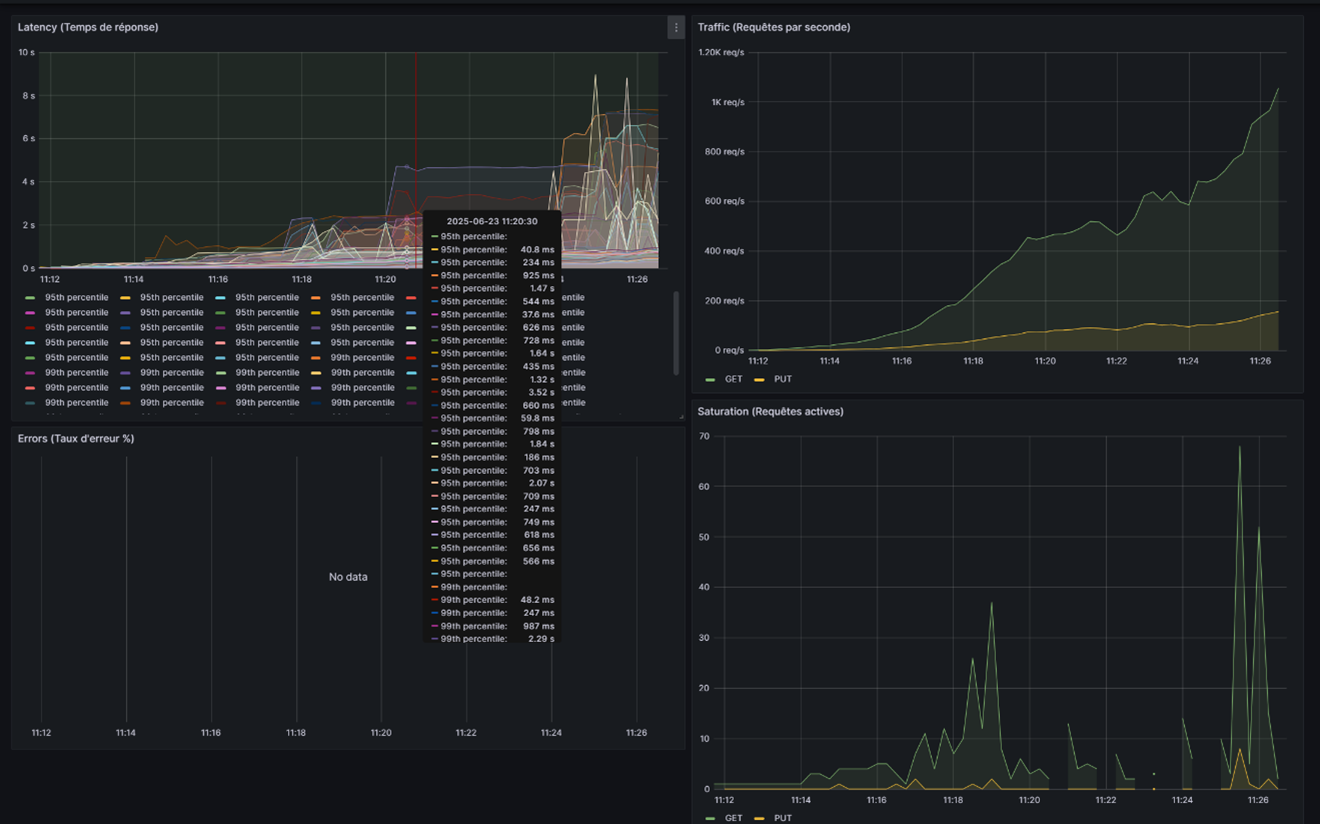 Latency (Temps de réponse)
10 s
8 s
6 s
4 s
2 s
0 s
11:12 11:14 11:16 11:18 11:20 11:26
95th percentile 95th percentile 95th percentile 95th percentile
95th percentile 95th percentile 95th percentile 95th percentile
95th percentile 95th percentile 95th percentile 95th percentile
95th percentile 95th percentile 95th percentile 95th percentile
95th percentile 95th percentile 95th percentile 99th percentile
99th percentile 99th percentile 99th percentile 99th percentile
99th percentile 99th percentile 99th percentile 99th percentile
99th percentile 99th percentile 99th percentile 99th percentile
2025-06-23 11:20:30
95th percentile:
95th percentile: 40.8 ms
95th percentile: 234 ms
95th percentile: 925 ms
95th percentile: 1.47 s
95th percentile: 544 ms
95th percentile: 37.6 ms
95th percentile: 626 ms
95th percentile: 728 ms
95th percentile: 1.64 s
95th percentile: 435 ms
95th percentile: 1.32 s
95th percentile: 3.52 s
95th percentile: 660 ms
95th percentile: 59.8 ms
95th percentile: 798 ms
95th percentile: 1.84 s
95th percentile: 186 ms
95th percentile: 703 ms
95th percentile: 2.07 s
95th percentile: 709 ms
95th percentile: 247 ms
95th percentile: 749 ms
95th percentile: 618 ms
95th percentile: 656 ms
95th percentile: 566 ms
95th percentile:
99th percentile:
99th percentile: 48.2 ms
99th percentile: 247 ms
99th percentile: 987 ms
99th percentile: 2.29 s
Traffic (Requêtes par seconde)
1.20K req/s
1K req/s
800 req/s
600 req/s
400 req/s
200 req/s
0 req/s
11:12 11:14 11:16 11:18 11:20 11:22 11:24 11:26
GET PUT
Errors (Taux d'erreur %)
No data
11:12 11:14 11:16 11:18 11:20 11:22 11:24 11:26
Saturation (Requêtes actives)
70
60
50
40
30
20
10
0
11:12 11:14 11:16 11:18 11:20 11:22 11:24 11:26
GET PUT